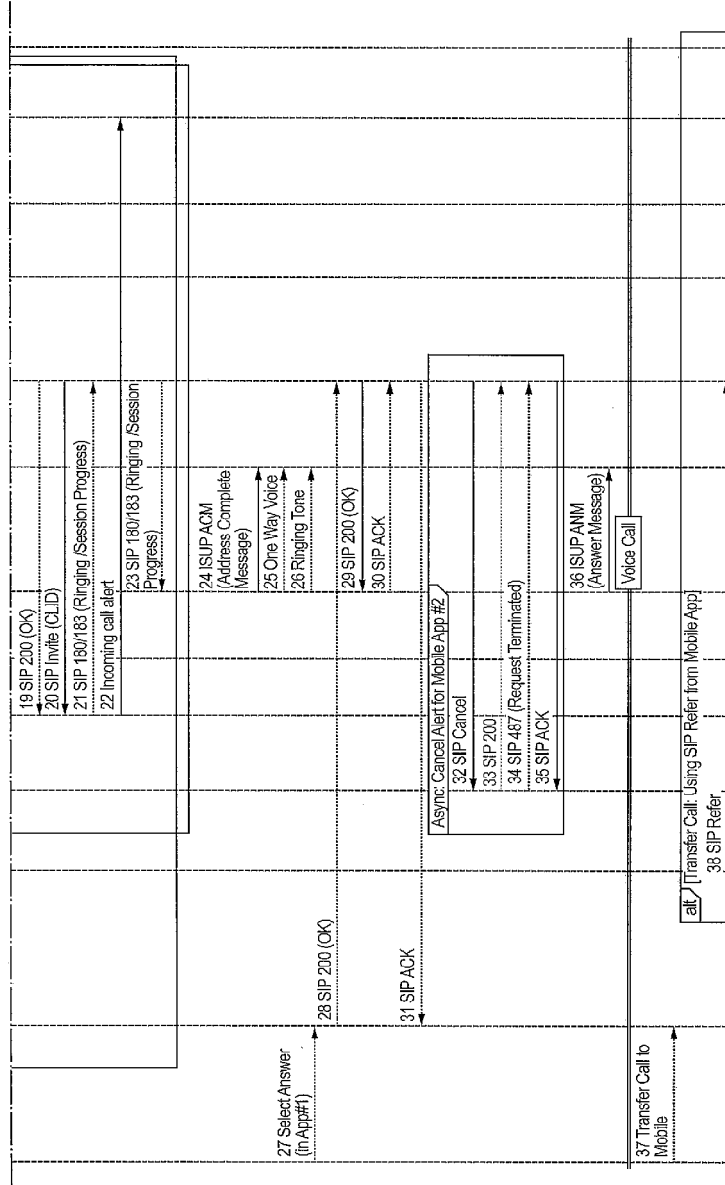 19 SIP 200 (OK)
20 SIP Invite (CLID)
21 SIP 180/183 (Ringing /Session Progress)
22 Incoming call alert
23 SIP 180/183 (Ringing /Session
Progress)
24 ISUP ACM
(Address Complete
Message)
25 One Way Voice
26 Ringing Tone
27 Select Answer
(in App#1)
28 SIP 200 (OK)
29 SIP 200 (OK)
30 SIP ACK
31 SIP ACK
Async: Cancel Alert for Mobile App #2
32 SIP Cancel
33 SIP 200
34 SIP 487 (Request Terminated)
35 SIP ACK
36 ISUP ANM
(Answer Message)
Voice Call
37 Transfer Call to
Mobile
alt
[Transfer Call: Using SIP Refer from Mobile App]
38 SIP Refer